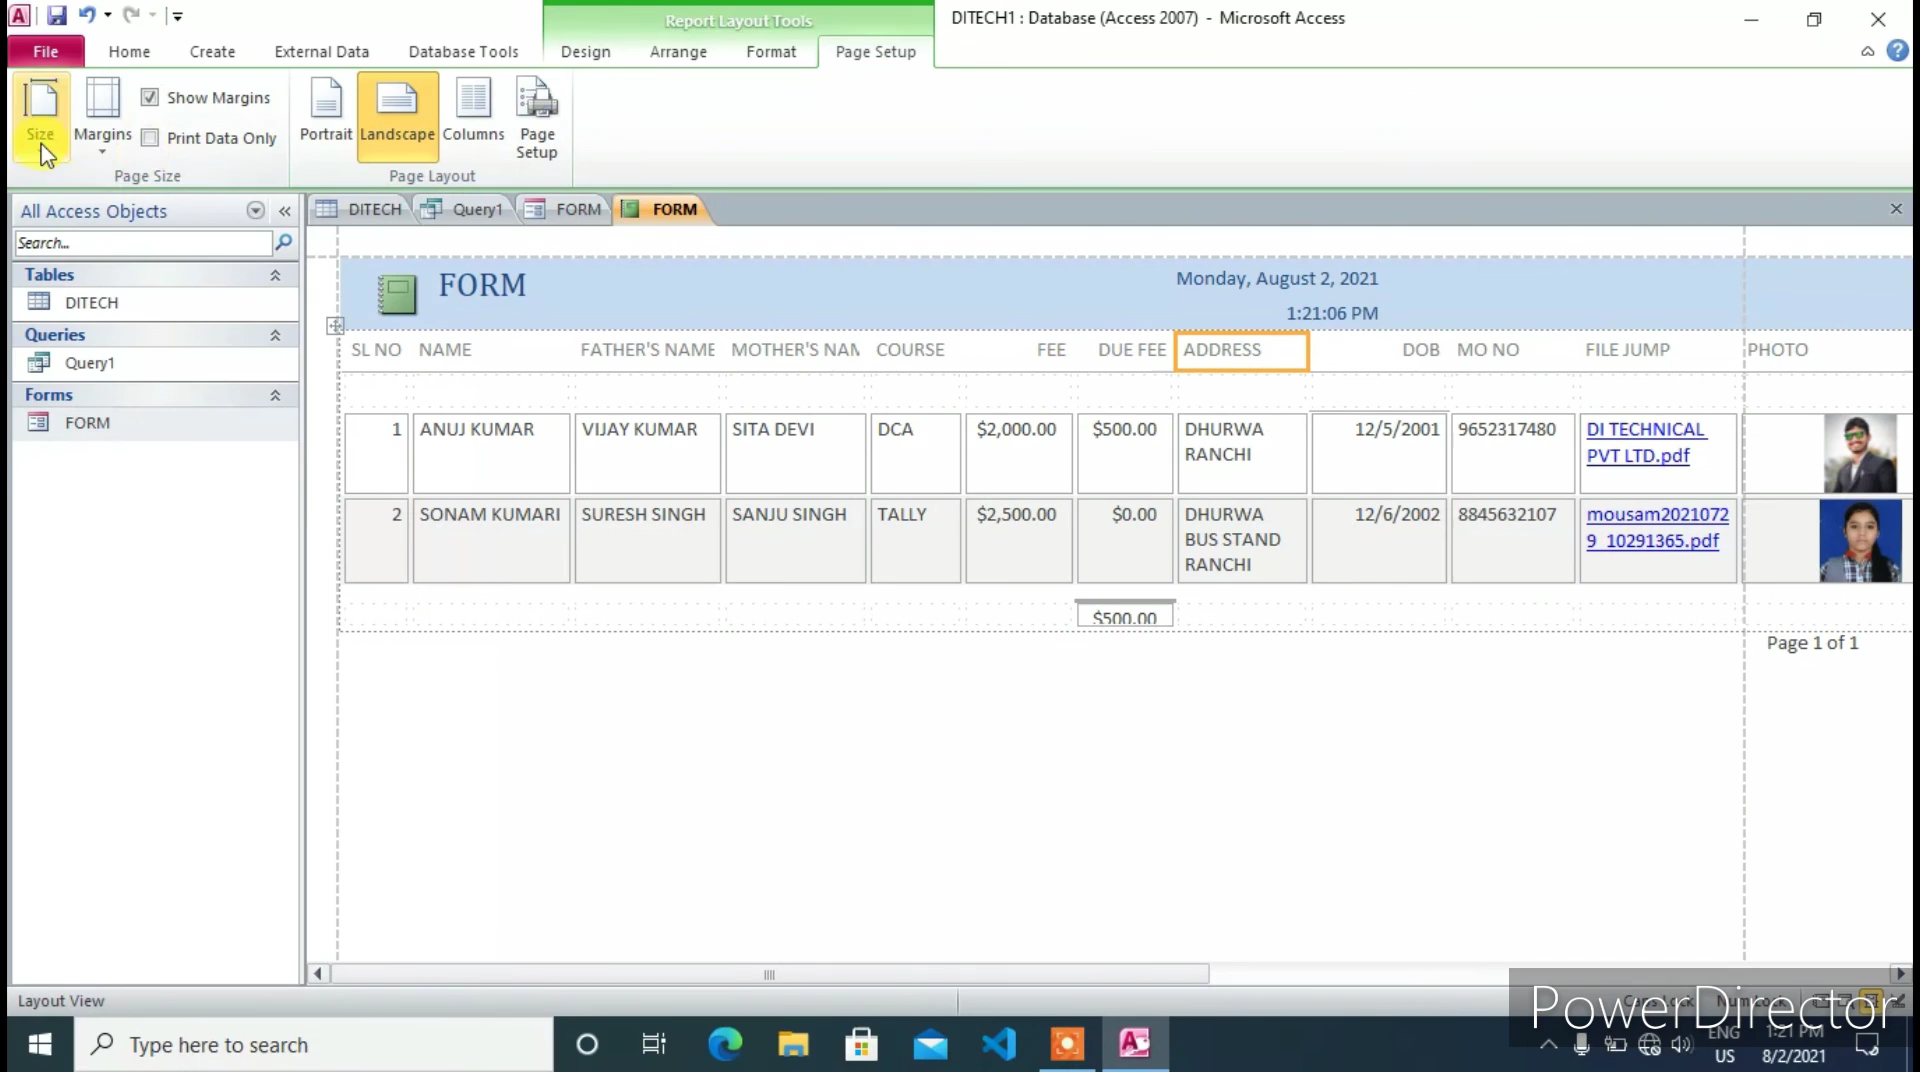 Report Layout Tools
DITECH1 : Database (Access 2007) - Microsoft Access
File
Home
Create
External Data
Database Tools
Design
Arrange
Format
Page Setup
Size
Margins
Show Margins
Print Data Only
Portrait
Landscape
Columns
Page Setup
Page Size
Page Layout
All Access Objects
Search...
Tables
DITECH
Queries
Query1
Forms
FORM
DITECH
Query1
FORM
FORM
FORM
Monday, August 2, 2021
1:21:06 PM
SL NO NAME FATHER'S NAME MOTHER'S NAM COURSE FEE DUE FEE ADDRESS DOB MO NO FILE JUMP PHOTO
1 ANUJ KUMAR VIJAY KUMAR SITA DEVI DCA $2,000.00 $500.00 DHURWA 12/5/2001 9652317480 DI TECHNICAL
RANCHI PVT LTD.pdf
2 SONAM KUMARI SURESH SINGH SANJU SINGH TALLY $2,500.00 $0.00 DHURWA 12/6/2002 8845632107 mousam2021072
BUS STAND 9_10291365.pdf
RANCHI
$500.00
Page 1 of 1
Layout View
PowerDirector
Type here to search
ENG
US
1:21 PM
8/2/2021